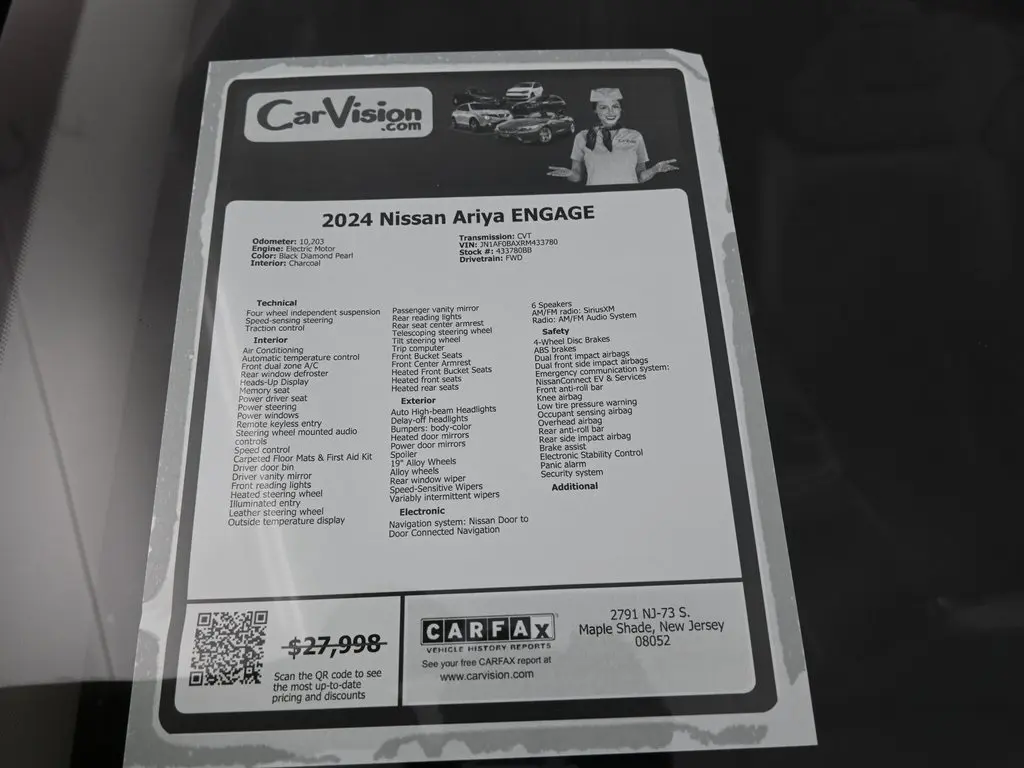 CarVision
.com
2024 Nissan Ariya ENGAGE
Odometer: 10,203
Engine: Electric Motor
Color: Black Diamond Pearl
Interior: Charcoal
Transmission: CVT
VIN: JN1AF0BAXRM433780
Stock #: 433780BB
Drivetrain: FWD
Technical
Four wheel independent suspension
Speed-sensing steering
Traction control
Interior
Air Conditioning
Automatic temperature control
Front dual zone A/C
Rear window defroster
Heads-Up Display
Memory seat
Power driver seat
Power steering
Power windows
Remote keyless entry
Steering wheel mounted audio
controls
Speed control
Carpeted Floor Mats & First Aid Kit
Driver door bin
Driver vanity mirror
Front reading lights
Heated steering wheel
Illuminated entry
Leather steering wheel
Outside temperature display
Passenger vanity mirror
Rear reading lights
Rear seat center armrest
Telescoping steering wheel
Tilt steering wheel
Trip computer
Front Bucket Seats
Front Center Armrest
Heated Front Bucket Seats
Heated front seats
Heated rear seats
Exterior
Auto High-beam Headlights
Delay-off headlights
Bumpers: body-color
Heated door mirrors
Power door mirrors
Spoiler
19" Alloy Wheels
Alloy wheels
Rear window wiper
Speed-Sensitive Wipers
Variably intermittent wipers
Electronic
Navigation system: Nissan Door to
Door Connected Navigation
6 Speakers
AM/FM radio: SiriusXM
Radio: AM/FM Audio System
Safety
4-Wheel Disc Brakes
ABS brakes
Dual front impact airbags
Dual front side impact airbags
Emergency communication system:
NissanConnect EV & Services
Front anti-roll bar
Knee airbag
Low tire pressure warning
Occupant sensing airbag
Overhead airbag
Rear anti-roll bar
Rear side impact airbag
Brake assist
Electronic Stability Control
Panic alarm
Security system
Additional
$27,998
Scan the QR code to see
the most up-to-date
pricing and discounts
CARFAX
VEHICLE HISTORY REPORTS
See your free CARFAX report at
www.carvision.com
2791 NJ-73 S.
Maple Shade, New Jersey
08052